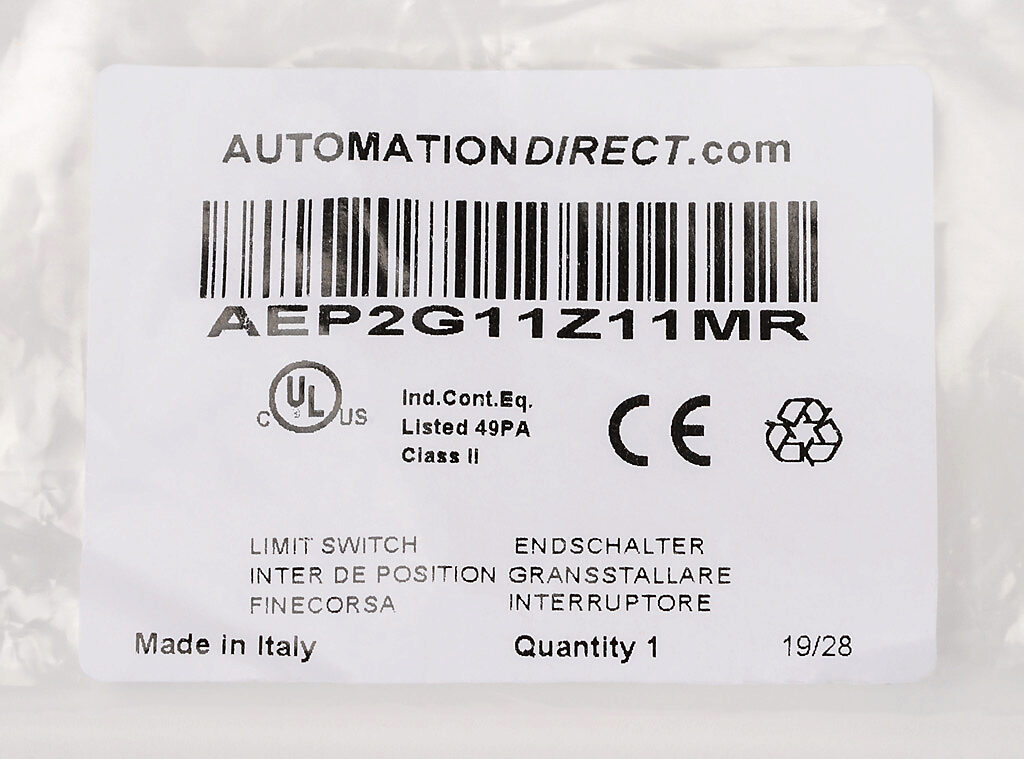 AUTOMATIONDIRECT.com
AEP2G11Z11MR
C UL US
Ind.Cont.Eq.
Listed 49PA
Class II
CE
LIMIT SWITCH ENDSCHALTER
INTER DE POSITION GRANSSTALLARE
FINECORSA INTERRUPTORE
Made in Italy Quantity 1 19/28